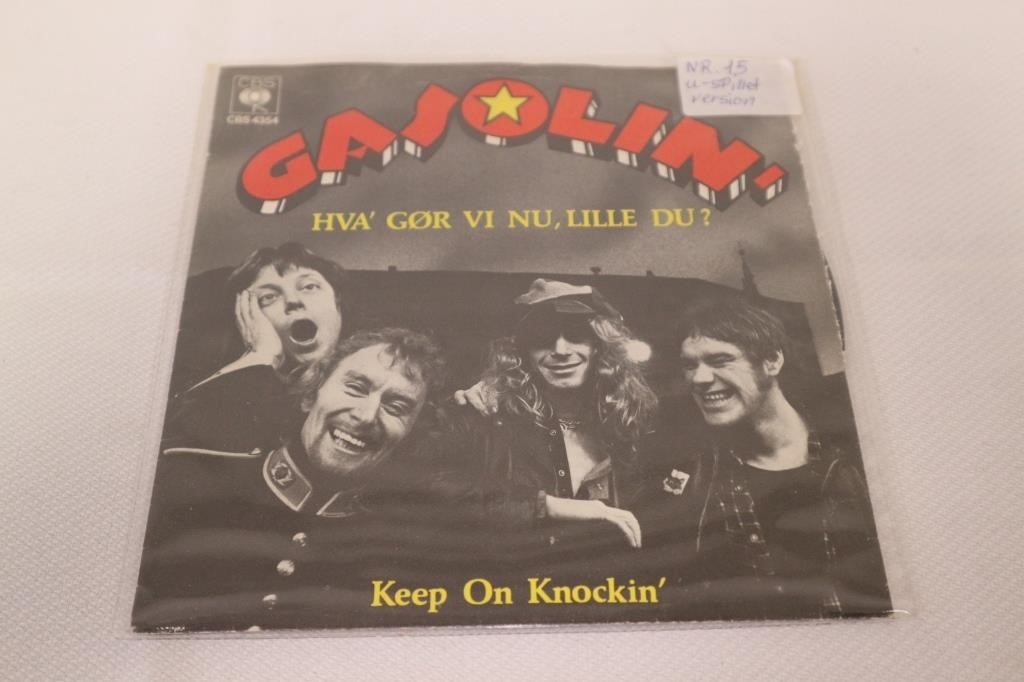 CBS
CBS 4354
NR. 15
u-spillet
version
GASOLIN'
HVA' GØR VI NU, LILLE DU?
Keep On Knockin'